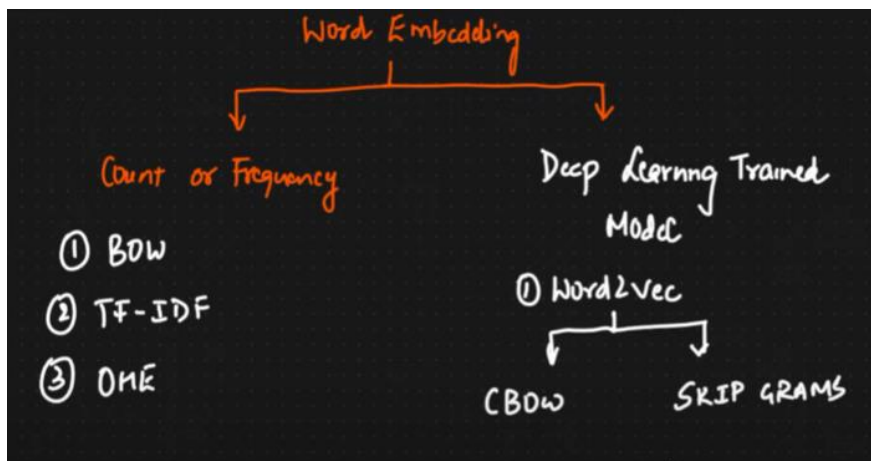 Word Embedding
Count or Frequency
① BOW
② TF-IDF
③ OHE
Deep Learning Trained
Model
① Word2Vec
CBOW
SKIP GRAMS